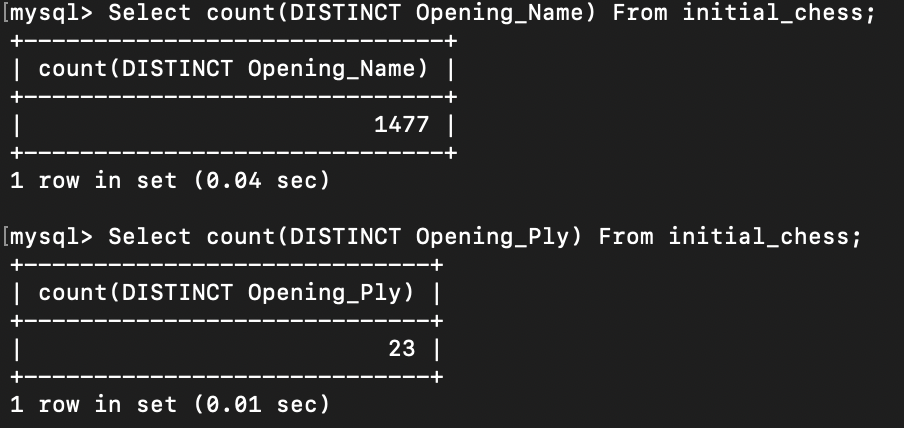 [mysql> Select count(DISTINCT Opening_Name) From initial_chess;
+------------------------------+
| count(DISTINCT Opening_Name) |
+------------------------------+
|                         1477 |
+------------------------------+
1 row in set (0.04 sec)

[mysql> Select count(DISTINCT Opening_Ply) From initial_chess;
+-----------------------------+
| count(DISTINCT Opening_Ply) |
+-----------------------------+
|                          23 |
+-----------------------------+
1 row in set (0.01 sec)